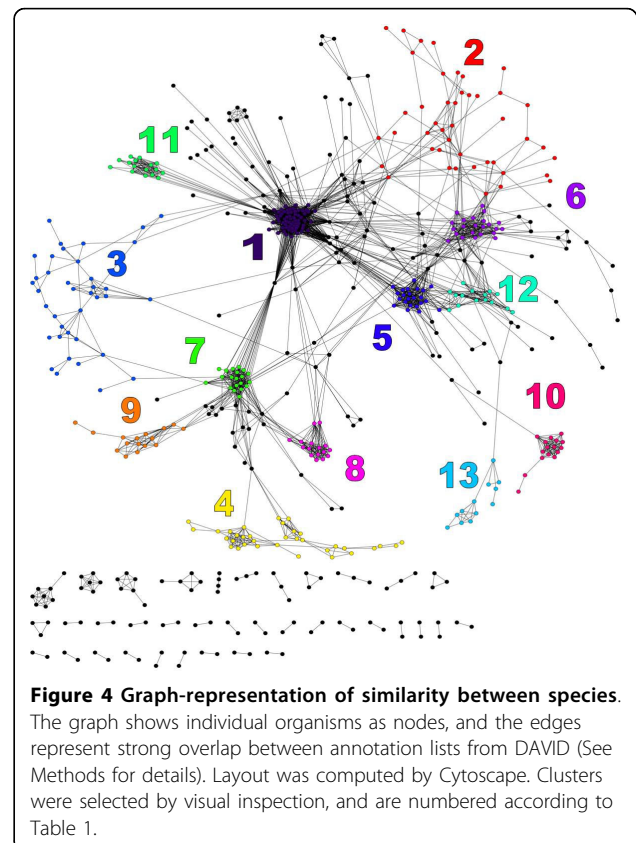 2
11
6
1
3
12
5
7
10
9
8
13
4
Figure 4 Graph-representation of similarity between species.
The graph shows individual organisms as nodes, and the edges
represent strong overlap between annotation lists from DAVID (See
Methods for details). Layout was computed by Cytoscape. Clusters
were selected by visual inspection, and are numbered according to
Table 1.